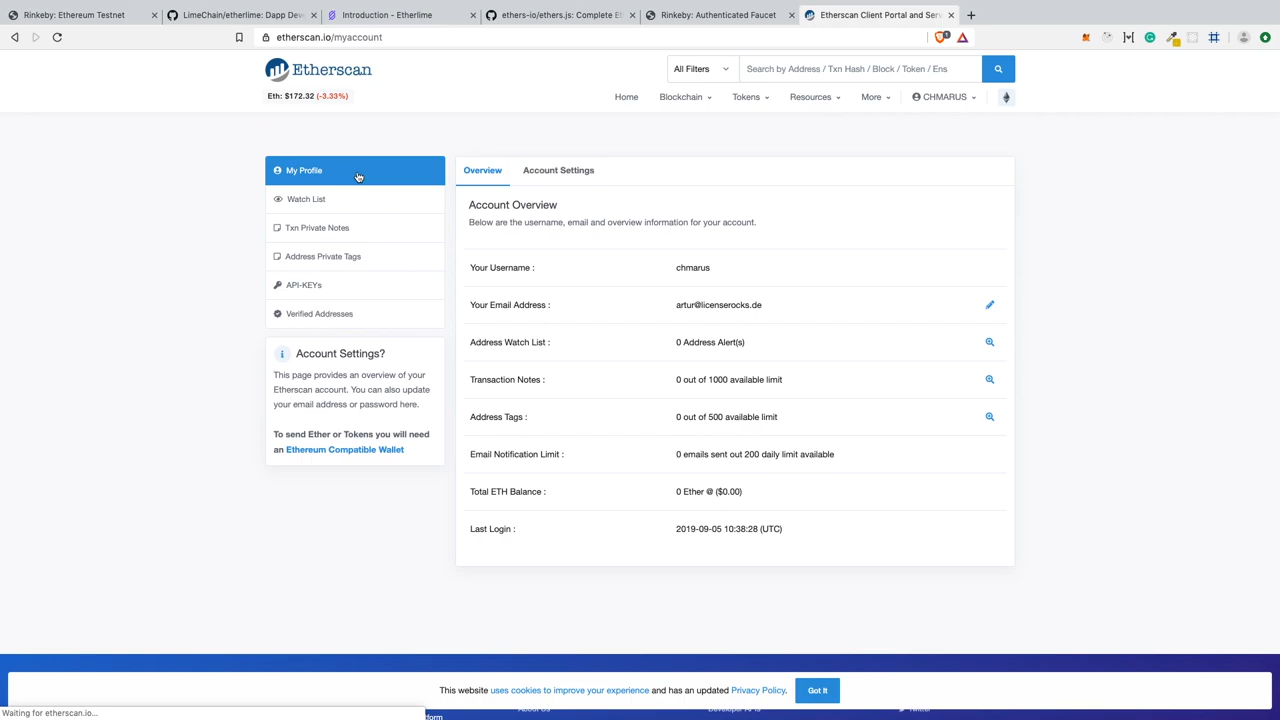 Rinkeby: Ethereum Testnet
LimeChain/etherlime: Dapp Dev
Introduction - Etherlime
ethers-io/ethers.js: Complete Et
Rinkeby: Authenticated Faucet
Etherscan Client Portal and Serv
etherscan.io/myaccount
Etherscan
All Filters
Search by Address / Txn Hash / Block / Token / Ens
Eth: $172.32 (-3.33%)
Home
Blockchain
Tokens
Resources
More
CHMARUS
My Profile
Watch List
Txn Private Notes
Address Private Tags
API-KEYs
Verified Addresses
Account Settings?
This page provides an overview of your
Etherscan account. You can also update
your email address or password here.
To send Ether or Tokens you will need
an Ethereum Compatible Wallet
Overview
Account Settings
Account Overview
Below are the username, email and overview information for your account.
Your Username : chmarus
Your Email Address : artur@licenserocks.de
Address Watch List : 0 Address Alert(s)
Transaction Notes : 0 out of 1000 available limit
Address Tags : 0 out of 500 available limit
Email Notification Limit : 0 emails sent out 200 daily limit available
Total ETH Balance : 0 Ether @ ($0.00)
Last Login : 2019-09-05 10:38:28 (UTC)
This website uses cookies to improve your experience and has an updated Privacy Policy.
Got It
Waiting for etherscan.io...